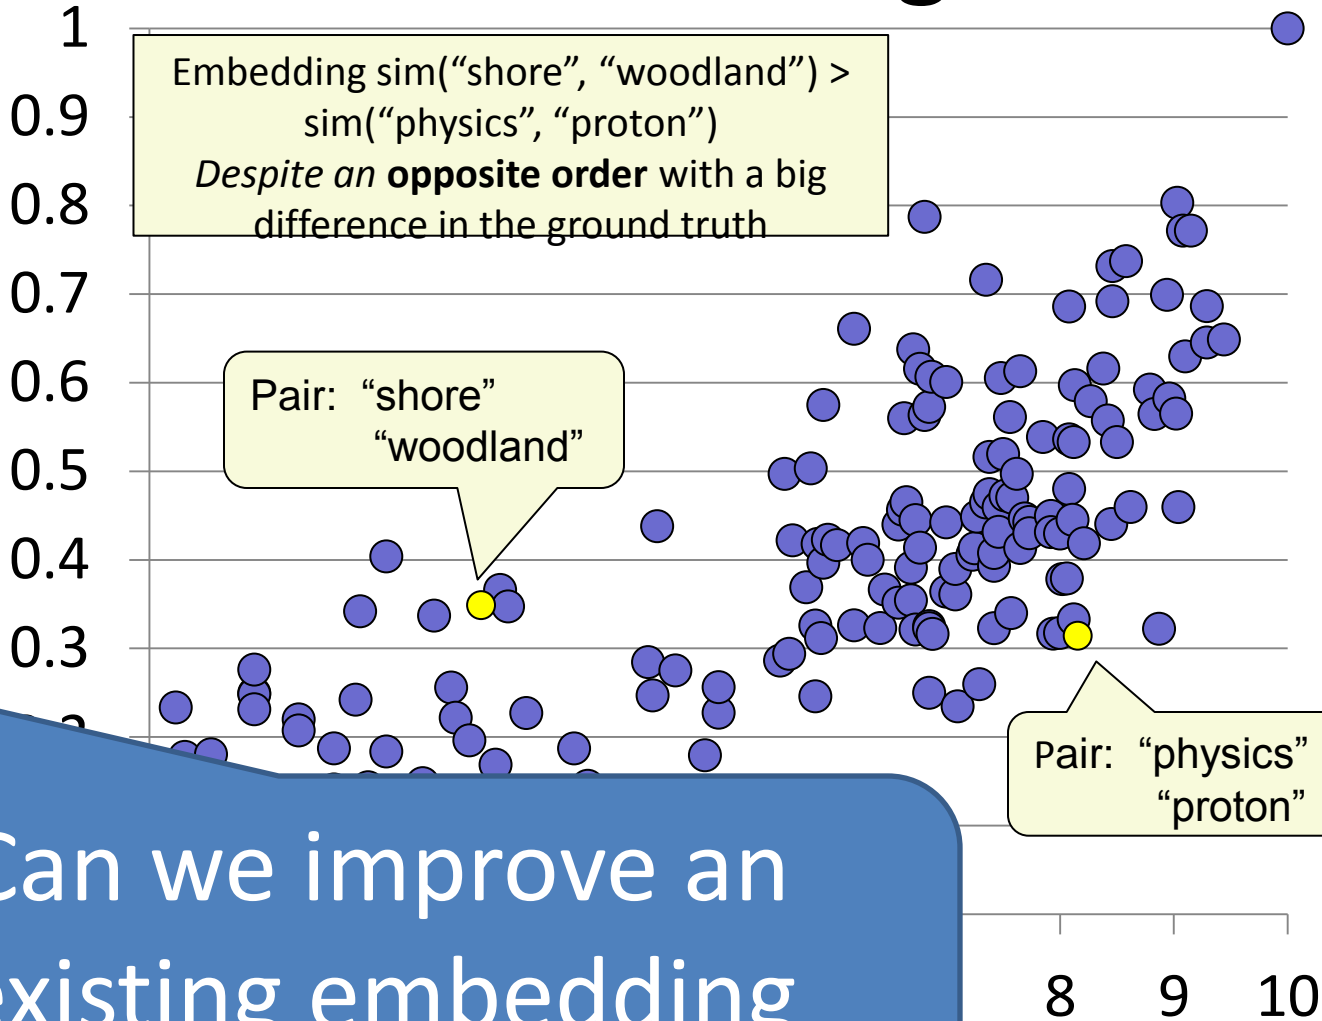 1
0.9
0.8
0.7
0.6
0.5
0.4
0.3
Embedding sim(“shore”, “woodland”) >
sim(“physics”, “proton”)
Despite an opposite order with a big
difference in the ground truth
Pair: “shore”
“woodland”
Pair: “physics”
“proton”
Can we improve an
existing embedding
8 9 10